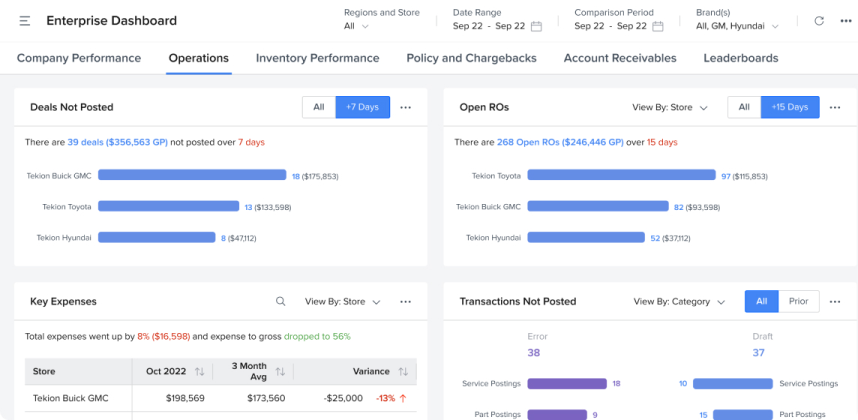 Enterprise Dashboard
Regions and Store
All
Date Range
Sep 22 - Sep 22
Comparison Period
Sep 22 - Sep 22
Brand(s)
All, GM, Hyundai
Company Performance Operations Inventory Performance Policy and Chargebacks Account Receivables Leaderboards
Deals Not Posted
All +7 Days
There are 39 deals ($356,563 GP) not posted over 7 days
Tekion Buick GMC 18 ($175,853)
Tekion Toyota 13 ($133,598)
Tekion Hyundai 8 ($47,112)
Open ROs
View By: Store All +15 Days
There are 268 Open ROs ($246,446 GP) over 15 days
Tekion Toyota 97 ($115,853)
Tekion Buick GMC 82 ($93,598)
Tekion Hyundai 52 ($37,112)
Key Expenses
View By: Store
Total expenses went up by 8% ($16,598) and expense to gross dropped to 56%
Store Oct 2022 3 Month Avg Variance
Tekion Buick GMC $198,569 $173,560 -$25,000 -13%
Transactions Not Posted
View By: Category All Prior
Error Draft
38 37
Service Postings 18 10 Service Postings
Part Postings 9 15 Part Postings